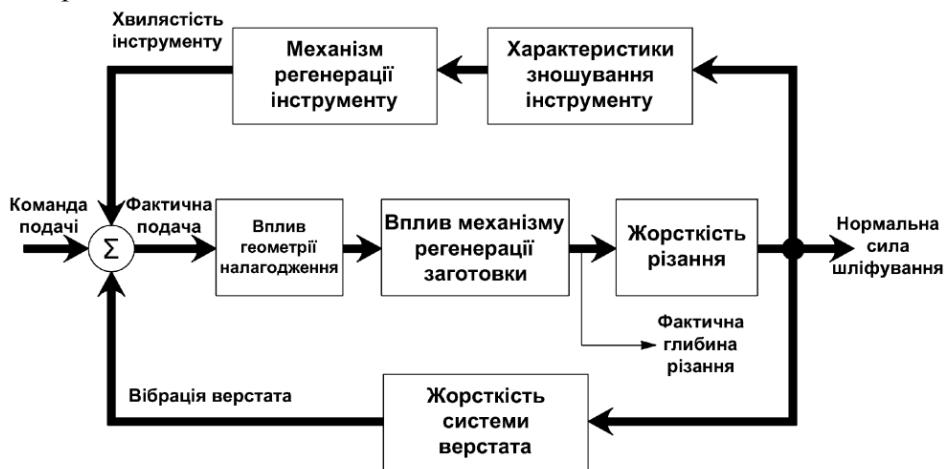 Хвилястість
інструменту
Механізм
регенерації
інструменту
Характеристики
зношування
інструменту
Команда
подачі
Σ
Фактична
подача
Вплив
геометрії
налагодження
Вплив механізму
регенерації
заготовки
Жорсткість
різання
Нормальна
сила
шліфування
Фактична
глибина
різання
Вібрація верстата
Жорсткість
системи
верстата